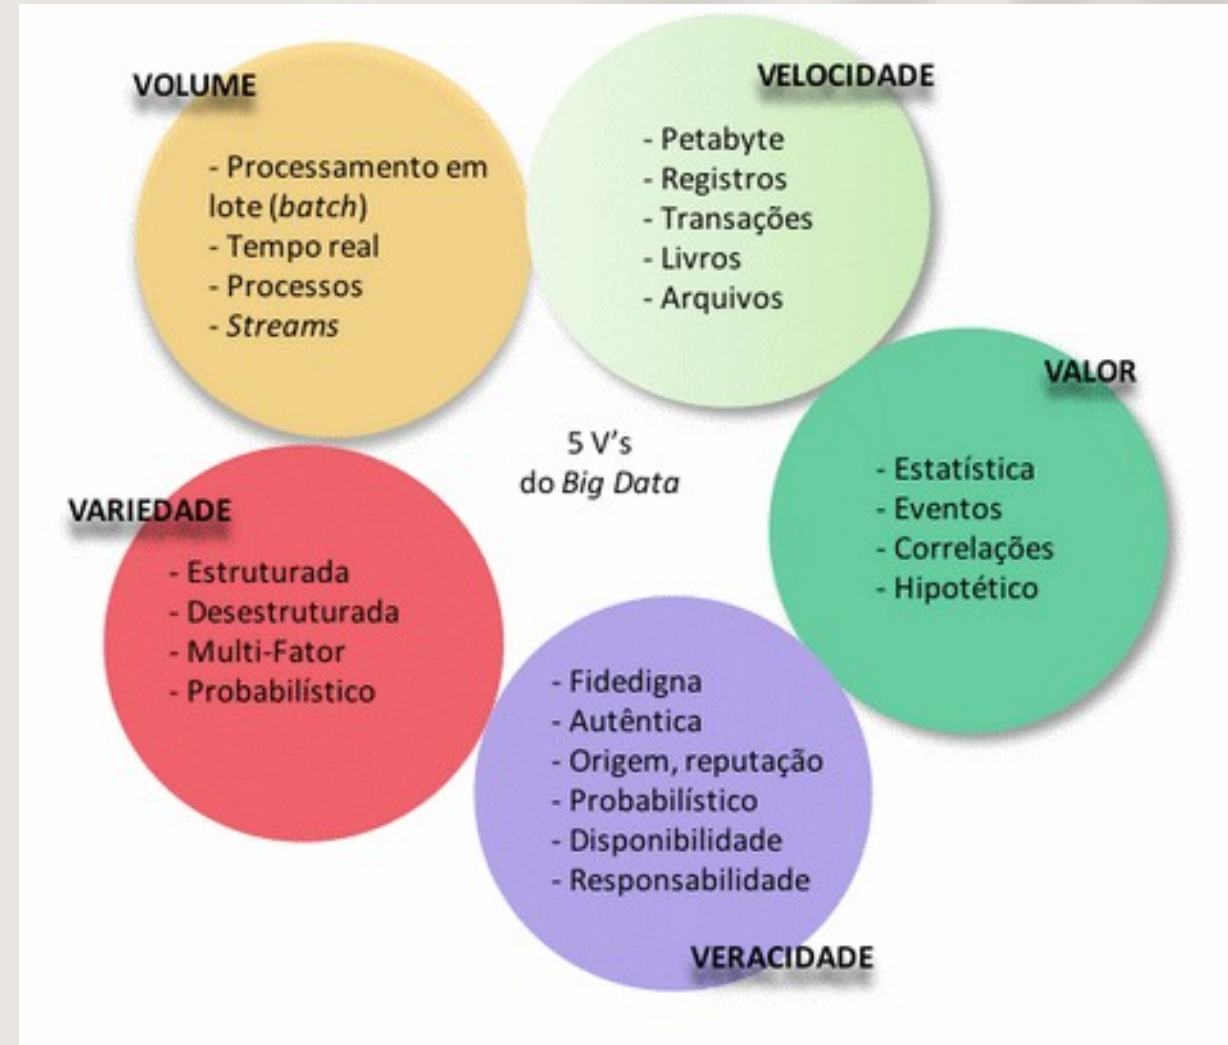 VOLUME
- Processamento em
lote (batch)
- Tempo real
- Processos
- Streams
VELOCIDADE
- Petabyte
- Registros
- Transações
- Livros
- Arquivos
VALOR
- Estatística
- Eventos
- Correlações
- Hipotético
5 V's
do Big Data
VARIEDADE
- Estruturada
- Desestruturada
- Multi-Fator
- Probabilístico
- Fidedigna
- Autêntica
- Origem, reputação
- Probabilístico
- Disponibilidade
- Responsabilidade
VERACIDADE